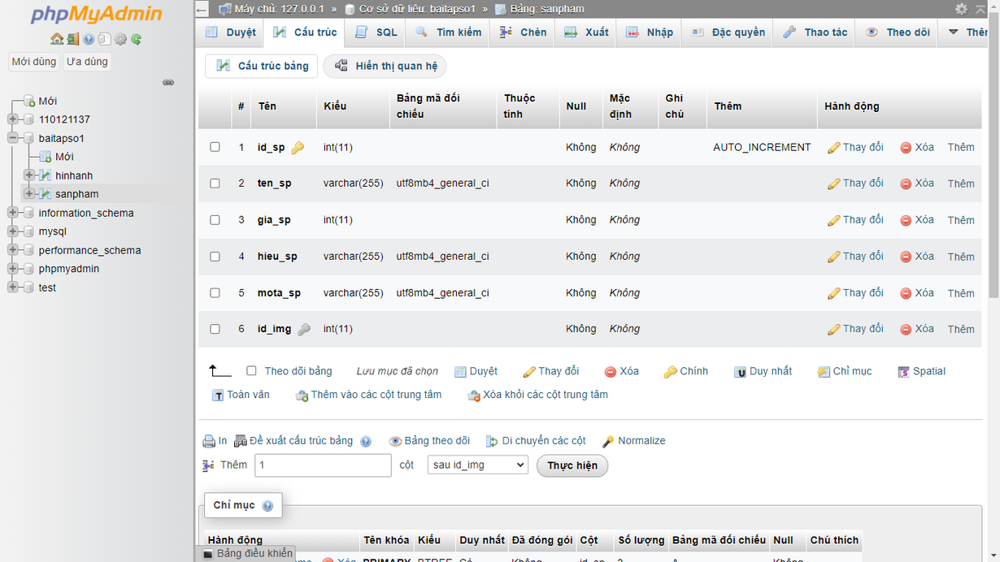 phpMyAdmin
Mới dùng Ưa dùng
Mới
110121137
baitapso1
Mới
hinhanh
sanpham
information_schema
mysql
performance_schema
phpmyadmin
test
Máy chủ: 127.0.0.1 » Cơ sở dữ liệu: baitapso1 » Bảng: sanpham
Duyệt Cấu trúc SQL Tìm kiếm Chèn Xuất Nhập Đặc quyền Thao tác Theo dõi Thêm
Cấu trúc bảng Hiển thị quan hệ
# Tên Kiểu Bảng mã đối chiếu Thuộc tính Null Mặc định Ghi chú Thêm Hành động
1 id_sp int(11) Không Không AUTO_INCREMENT Thay đổi Xóa Thêm
2 ten_sp varchar(255) utf8mb4_general_ci Không Không Thay đổi Xóa Thêm
3 gia_sp int(11) Không Không Thay đổi Xóa Thêm
4 hieu_sp varchar(255) utf8mb4_general_ci Không Không Thay đổi Xóa Thêm
5 mota_sp varchar(255) utf8mb4_general_ci Không Không Thay đổi Xóa Thêm
6 id_img int(11) Không Không Thay đổi Xóa Thêm
Theo dõi bảng Lưu mục đã chọn Duyệt Thay đổi Xóa Chính Duy nhất Chỉ mục Spatial
Toàn văn Thêm vào các cột trung tâm Xóa khỏi các cột trung tâm
In Đề xuất cấu trúc bảng Bảng theo dõi Di chuyển các cột Normalize
Thêm 1 cột sau id_img Thực hiện
Chỉ mục
Hành động Tên khóa Kiểu Duy nhất Đã đóng gói Cột Số lượng Bảng mã đối chiếu Null Chú thích
Bảng điều khiển Xóa PRIMARY BTREE Có Không id_sp A Không